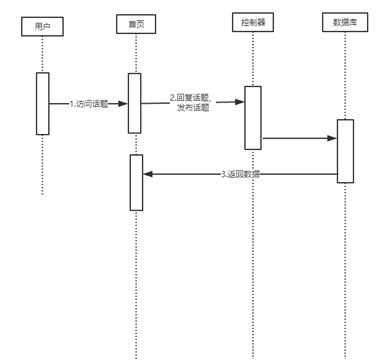 用户
首页
控制器
数据库
1.访问话题
2.回复话题、
发布话题
3.返回数据